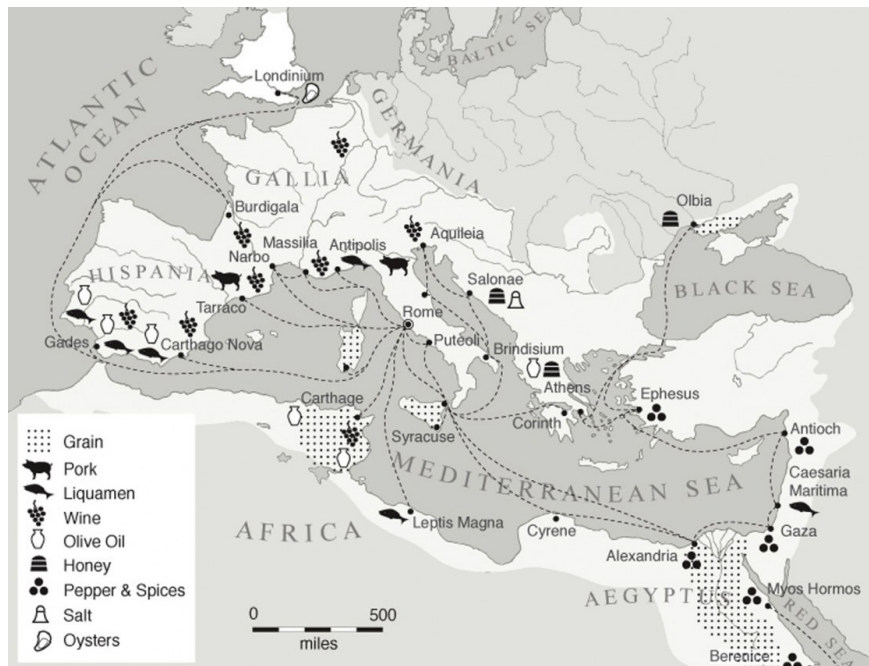 BALTIC SEA
Londinium
ATLANTIC
OCEAN
GERMANIA
GALLIA
Olbia
Burdigala
Massilia
Antipolis
Aquileia
Narbo
HISPANIA
Salonae
BLACK SEA
Tarraco
Rome
Puteoli
Brindisium
Gades
Carthago Nova
Athens
Ephesus
Carthage
Corinth
Antioch
Syracuse
MEDITERRANEAN SEA
Caesaria
Maritima
AFRICA
Leptis Magna
Cyrene
Gaza
Alexandria
AEGYPTUS
Myos Hormos
RED SEA
Berenice
Grain
Pork
Liquamen
Wine
Olive Oil
Honey
Pepper & Spices
Salt
Oysters
0
500
miles